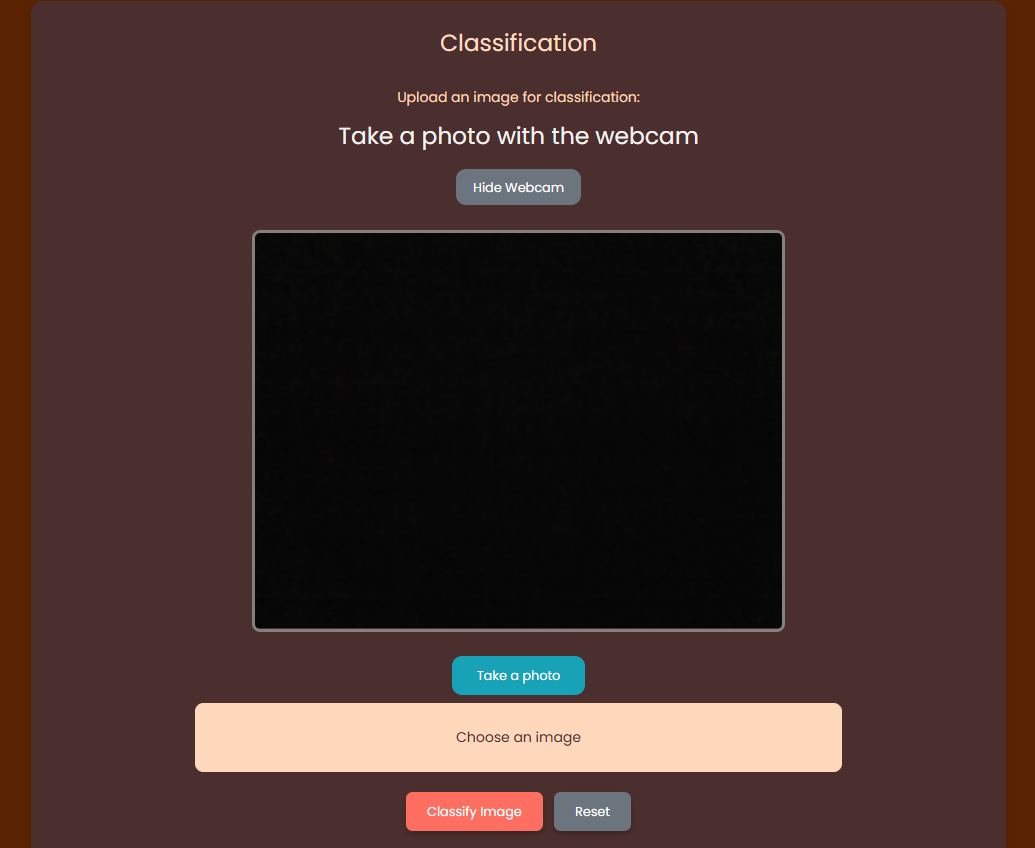 Classification
Upload an image for classification:
Take a photo with the webcam
Hide Webcam
Take a photo
Choose an image
Classify Image Reset